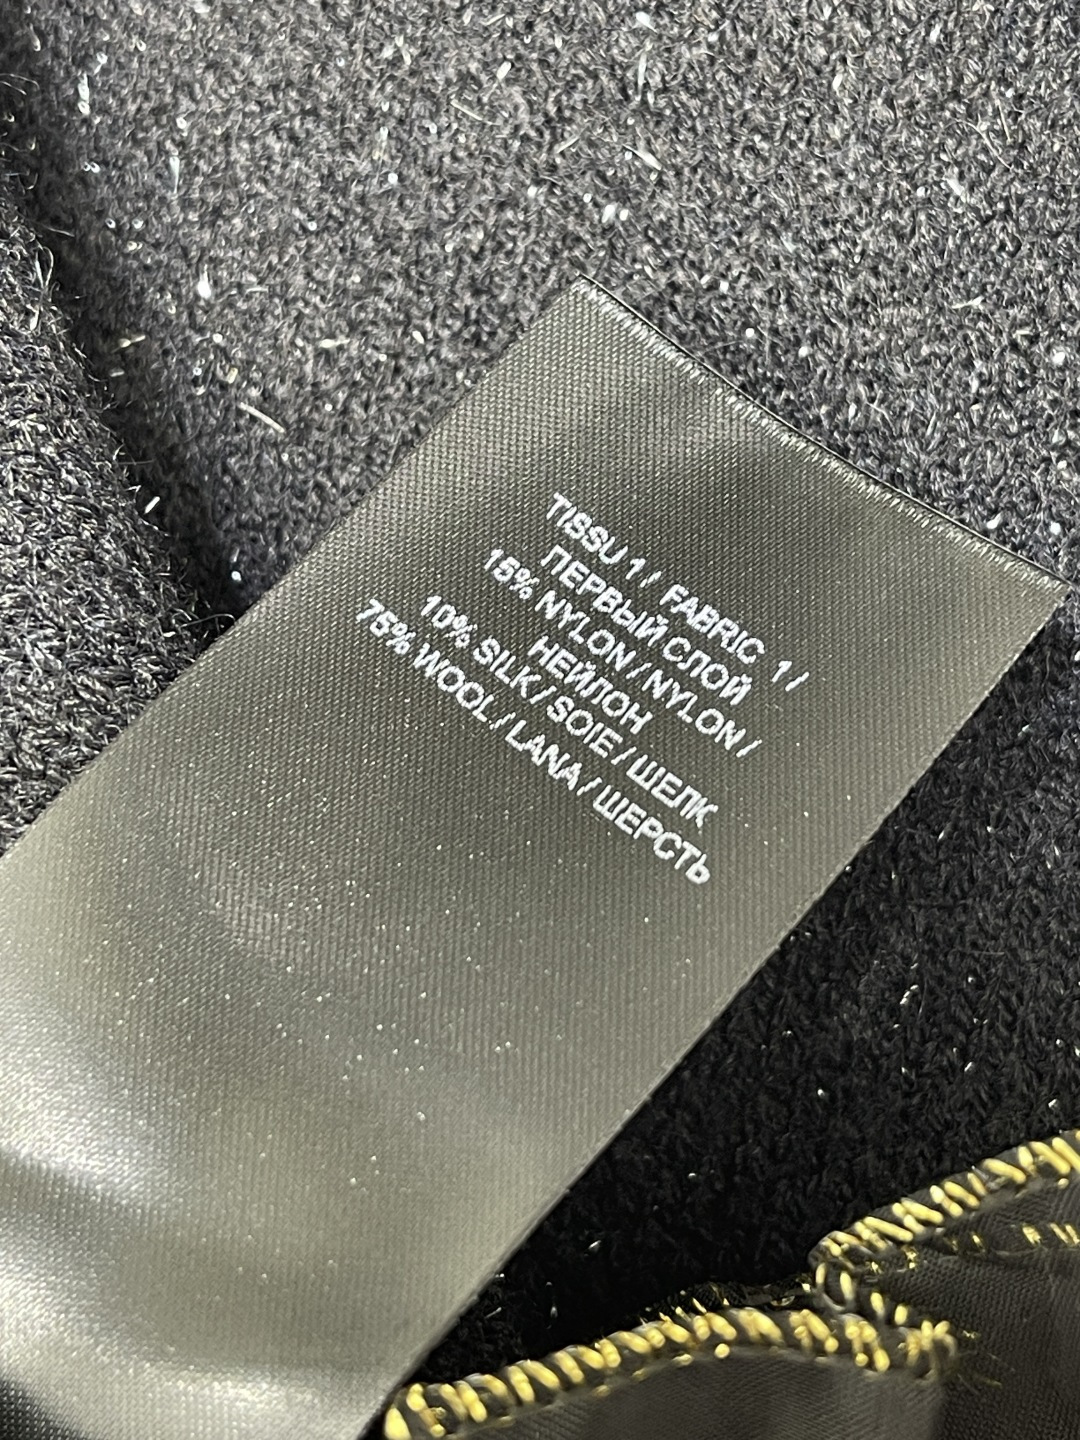 TISSU 1 / FABRIC 1 /
ПЕРВЫЙ СЛОЙ
15% NYLON / NYLON /
НЕЙЛОН
10% SILK / SOIE / ШЕЛК
75% WOOL / LANA / ШЕРСТЬ